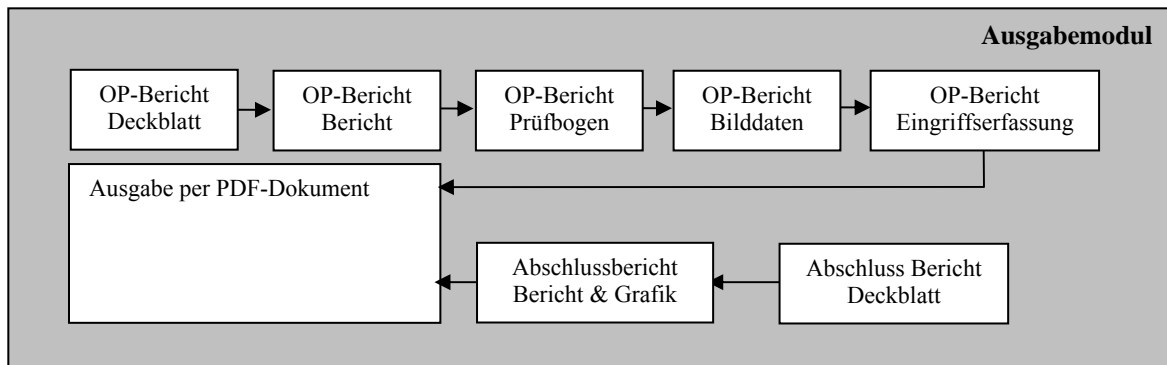 Ausgabemodul
OP-Bericht
Deckblatt
OP-Bericht
Bericht
OP-Bericht
Prüfbogen
OP-Bericht
Bilddaten
OP-Bericht
Eingriffserfassung
Ausgabe per PDF-Dokument
Abschlussbericht
Bericht & Grafik
Abschluss Bericht
Deckblatt